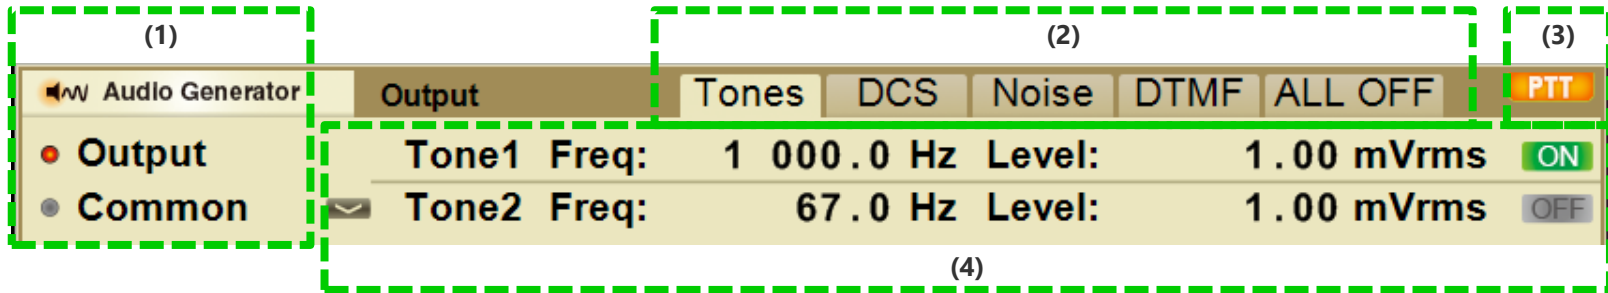 (1) (2) (3)
Audio Generator Output Tones DCS Noise DTMF ALL OFF PTT
Output Tone1 Freq: 1 000.0 Hz Level: 1.00 mVrms ON
Common Tone2 Freq: 67.0 Hz Level: 1.00 mVrms OFF
(4)